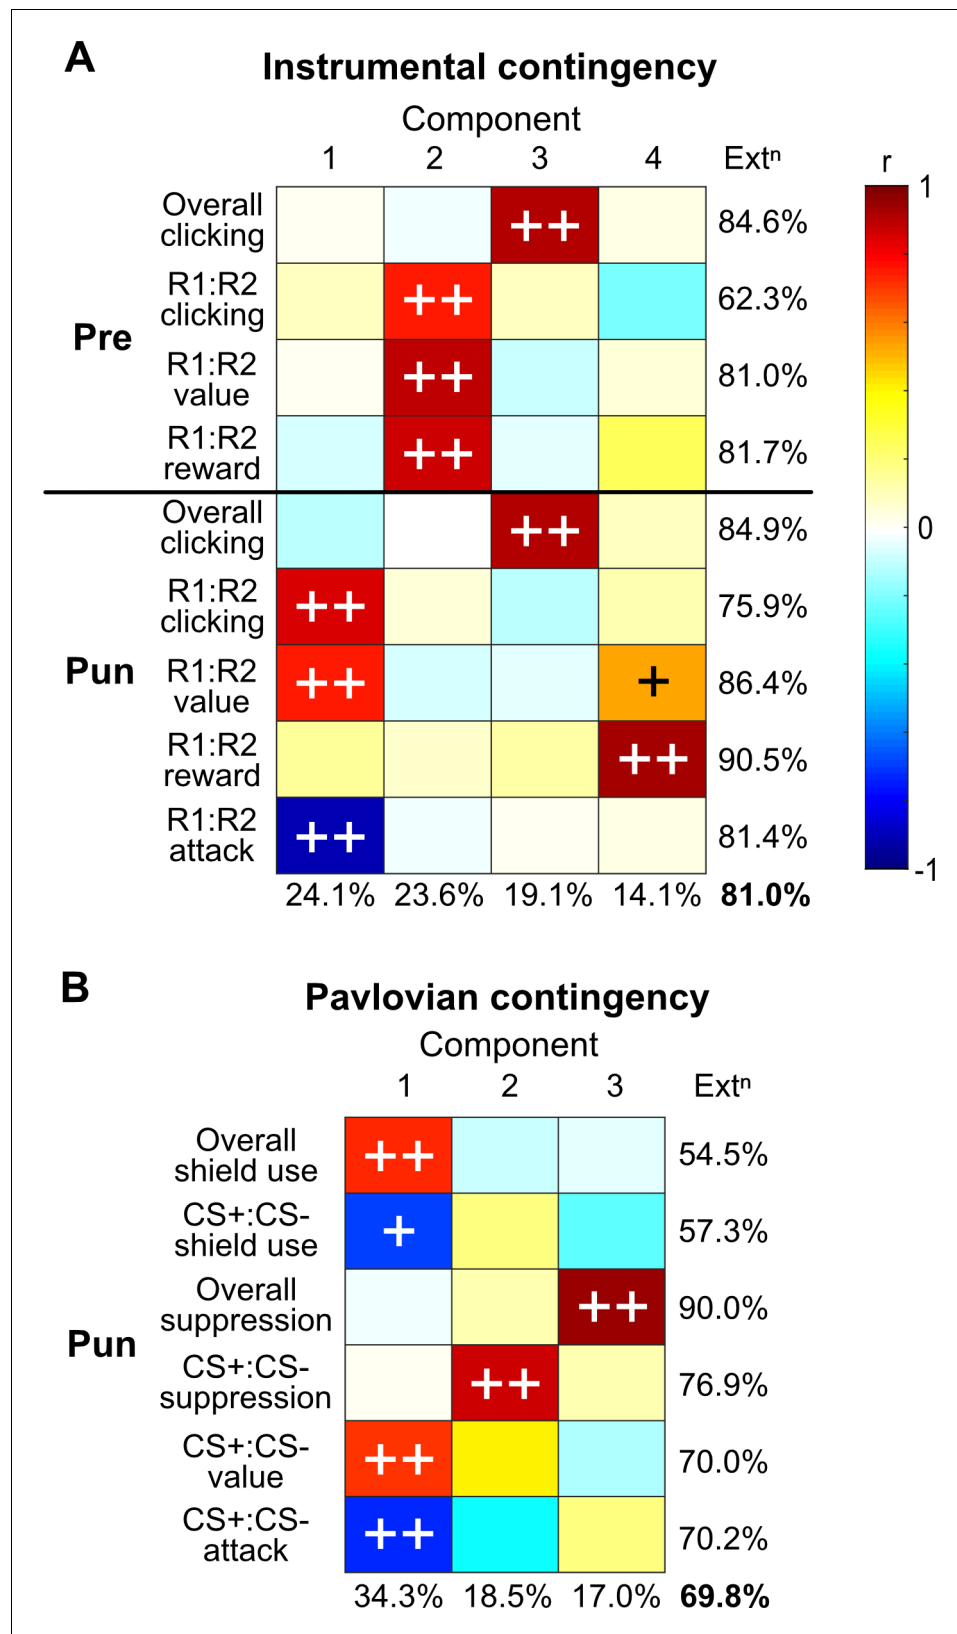 A
Instrumental contingency
Component
1 2 3 4 Extⁿ
r
1
0
-1
Pre
Overall
clicking
++
84.6%
R1:R2
clicking
++
62.3%
R1:R2
value
++
81.0%
R1:R2
reward
++
81.7%
Pun
Overall
clicking
++
84.9%
R1:R2
clicking
++
75.9%
R1:R2
value
++ +
86.4%
R1:R2
reward
++
90.5%
R1:R2
attack
++
81.4%
24.1% 23.6% 19.1% 14.1% 81.0%
B
Pavlovian contingency
Component
1 2 3 Extⁿ
Pun
Overall
shield use
++
54.5%
CS+:CS-
shield use
+
57.3%
Overall
suppression
++
90.0%
CS+:CS-
suppression
++
76.9%
CS+:CS-
value
++
70.0%
CS+:CS-
attack
++
70.2%
34.3% 18.5% 17.0% 69.8%